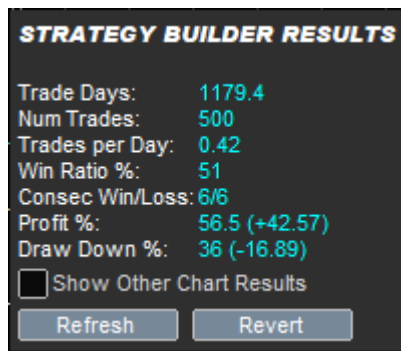 STRATEGY BUILDER RESULTS
Trade Days: 1179.4
Num Trades: 500
Trades per Day: 0.42
Win Ratio %: 51
Consec Win/Loss: 6/6
Profit %: 56.5 (+42.57)
Draw Down %: 36 (-16.89)
Show Other Chart Results
Refresh Revert